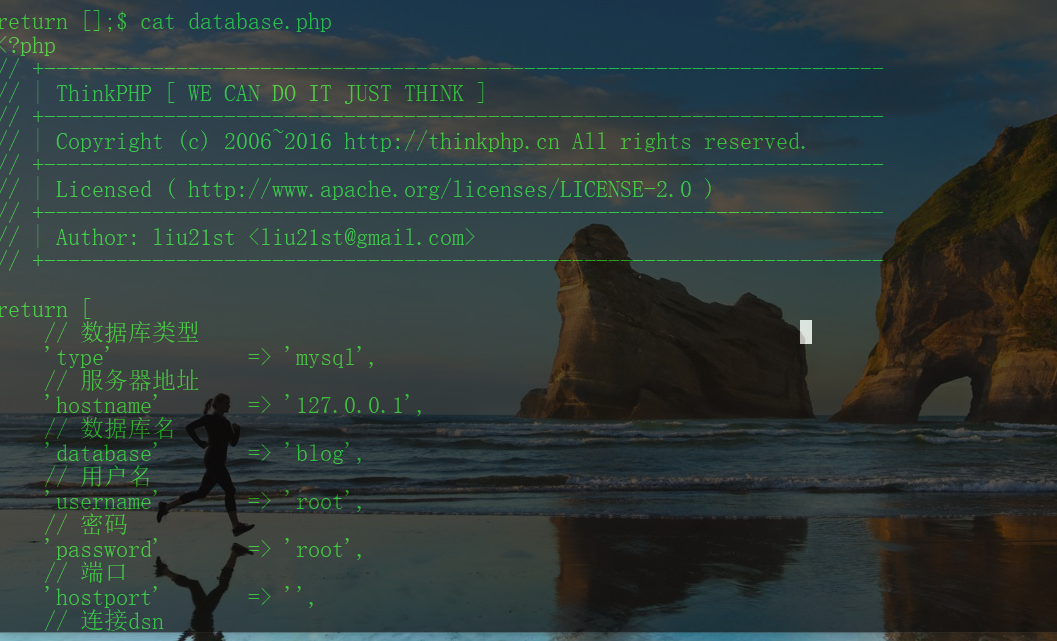 return [];$ cat database.php
<?php
// +----------------------------------------------------------------------
// | ThinkPHP [ WE CAN DO IT JUST THINK ]
// +----------------------------------------------------------------------
// | Copyright (c) 2006~2016 http://thinkphp.cn All rights reserved.
// +----------------------------------------------------------------------
// | Licensed ( http://www.apache.org/licenses/LICENSE-2.0 )
// +----------------------------------------------------------------------
// | Author: liu21st <liu21st@gmail.com>
// +----------------------------------------------------------------------
return [
// 数据库类型
'type' => 'mysql',
// 服务器地址
'hostname' => '127.0.0.1',
// 数据库名
'database' => 'blog',
// 用户名
'username' => 'root',
// 密码
'password' => 'root',
// 端口
'hostport' => '',
// 连接dsn